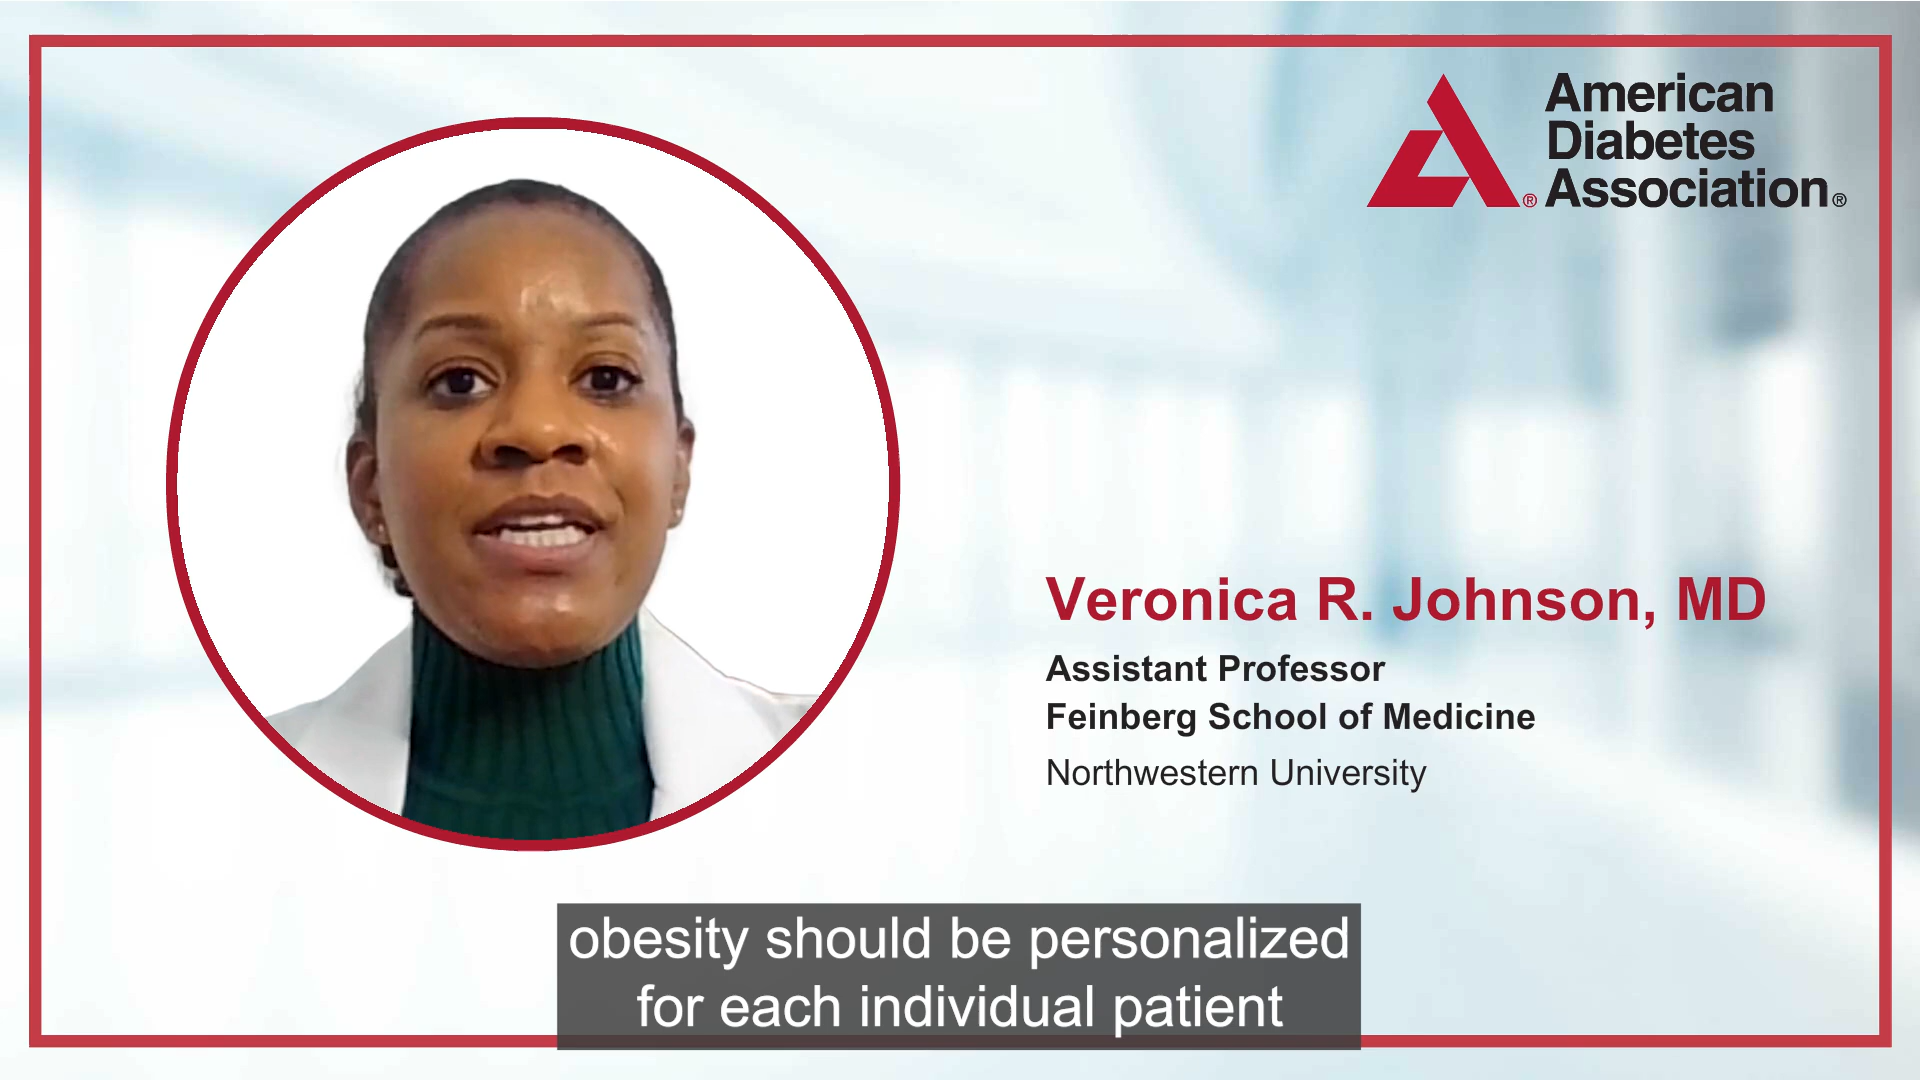 American
Diabetes
Association®
®
Veronica R. Johnson, MD
Assistant Professor
Feinberg School of Medicine
Northwestern University
obesity should be personalized
for each individual patient